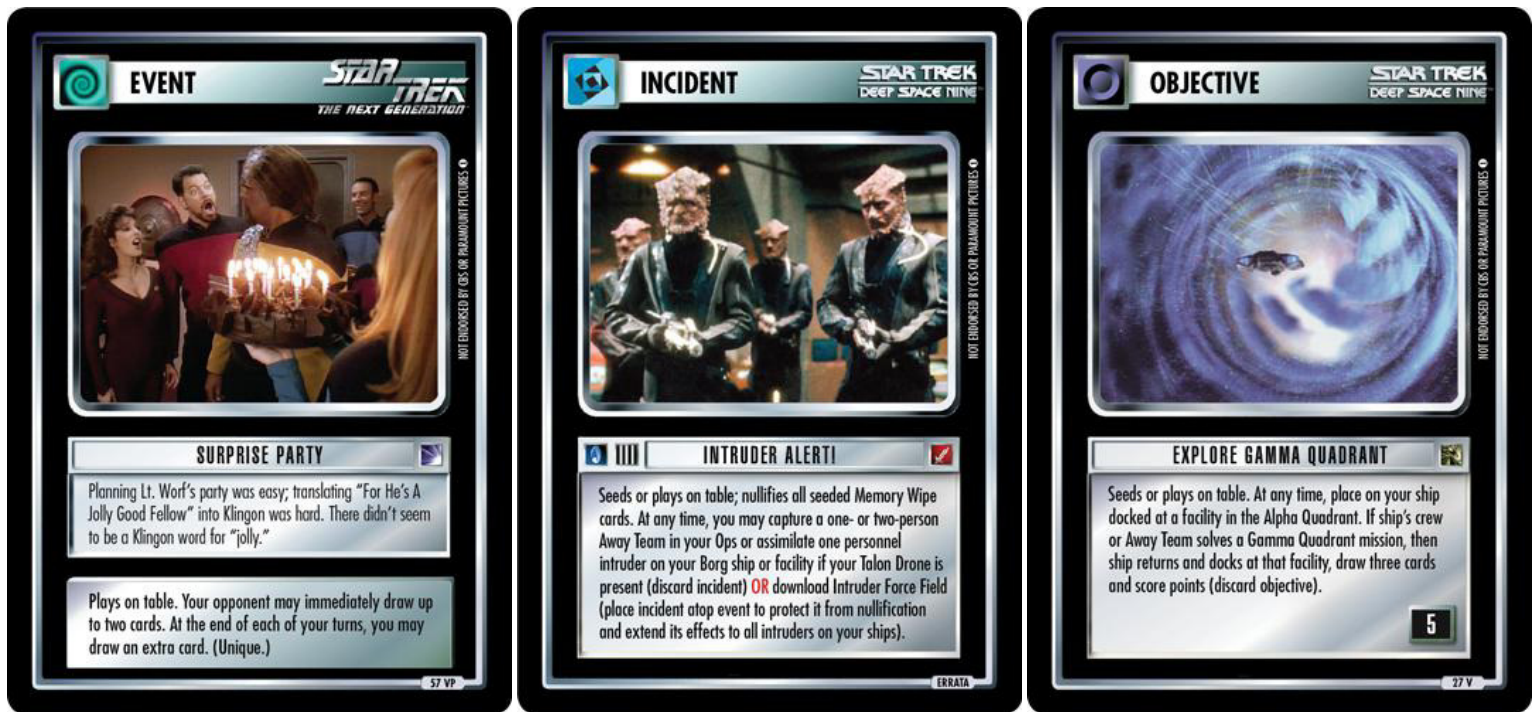 EVENT
STAR TREK
THE NEXT GENERATION
NOT ENDORSED BY CBS OR PARAMOUNT PICTURES
SURPRISE PARTY
Planning Lt. Worf's party was easy; translating "For He's A
Jolly Good Fellow" into Klingon was hard. There didn't seem
to be a Klingon word for "jolly."
Plays on table. Your opponent may immediately draw up
to two cards. At the end of each of your turns, you may
draw an extra card. (Unique.)
57 VP
INCIDENT
STAR TREK
DEEP SPACE NINE
NOT ENDORSED BY CBS OR PARAMOUNT PICTURES
INTRUDER ALERT!
Seeds or plays on table; nullifies all seeded Memory Wipe
cards. At any time, you may capture a one- or two-person
Away Team in your Ops or assimilate one personnel
intruder on your Borg ship or facility if your Talon Drone is
present (discard incident) OR download Intruder Force Field
(place incident atop event to protect it from nullification
and extend its effects to all intruders on your ships).
ERRATA
OBJECTIVE
STAR TREK
DEEP SPACE NINE
NOT ENDORSED BY CBS OR PARAMOUNT PICTURES
EXPLORE GAMMA QUADRANT
Seeds or plays on table. At any time, place on your ship
docked at a facility in the Alpha Quadrant. If ship's crew
or Away Team solves a Gamma Quadrant mission, then
ship returns and docks at that facility, draw three cards
and score points (discard objective).
5
27 V